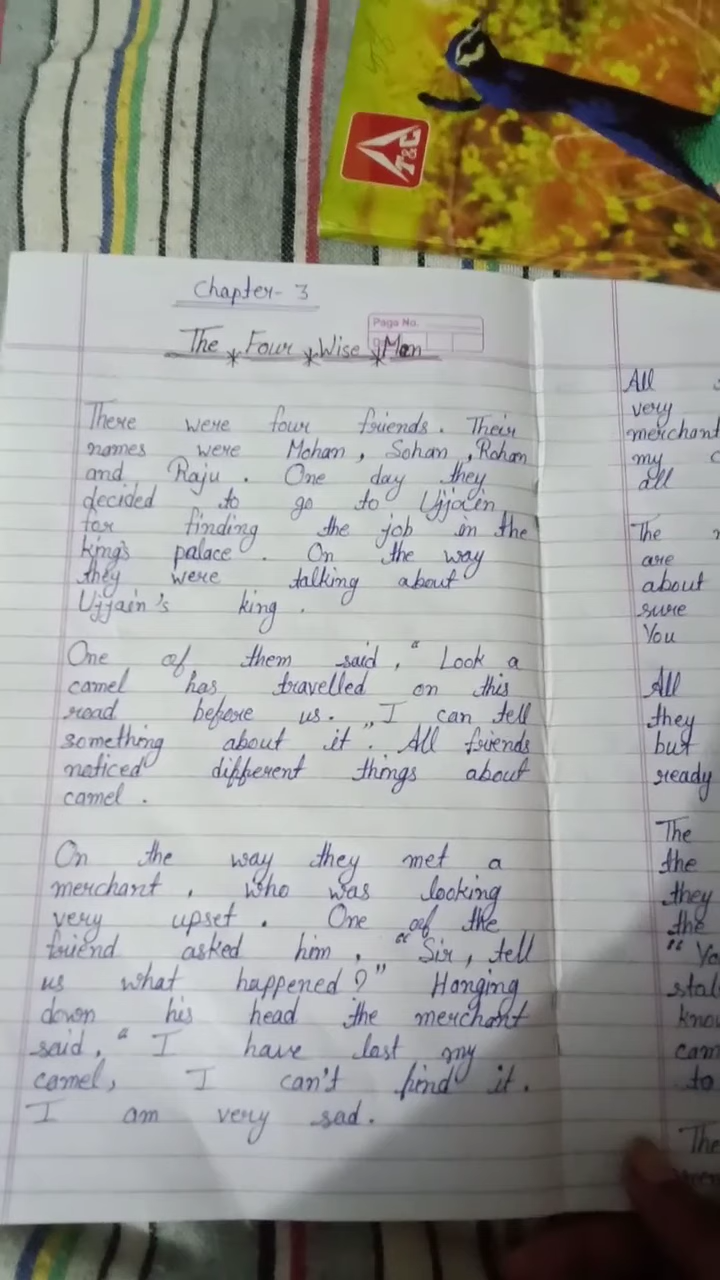 T&C
Chapter- 3
Page No.
The Four Wise Men
There were four friends. Their
names were Mohan, Sohan, Rohan
and Raju. One day they
decided to go to Ujjain
for finding the job in the
king's palace. On the way
they were talking about
Ujjain's king.
One of them said, "Look a
camel has travelled on this
road before us. "I can tell
something about it". All friends
noticed different things about
camel.
On the way they met a
merchant, who was looking
very upset. One of the
friend asked him, "Sir, tell
us what happened?" Hanging
down his head the merchant
said, "I have lost my
camel, I can't find it.
I am very sad.
All
very
merchant
my
all
The
are
about
sure
You
All
they
but
ready
The
the
they
the
to
The